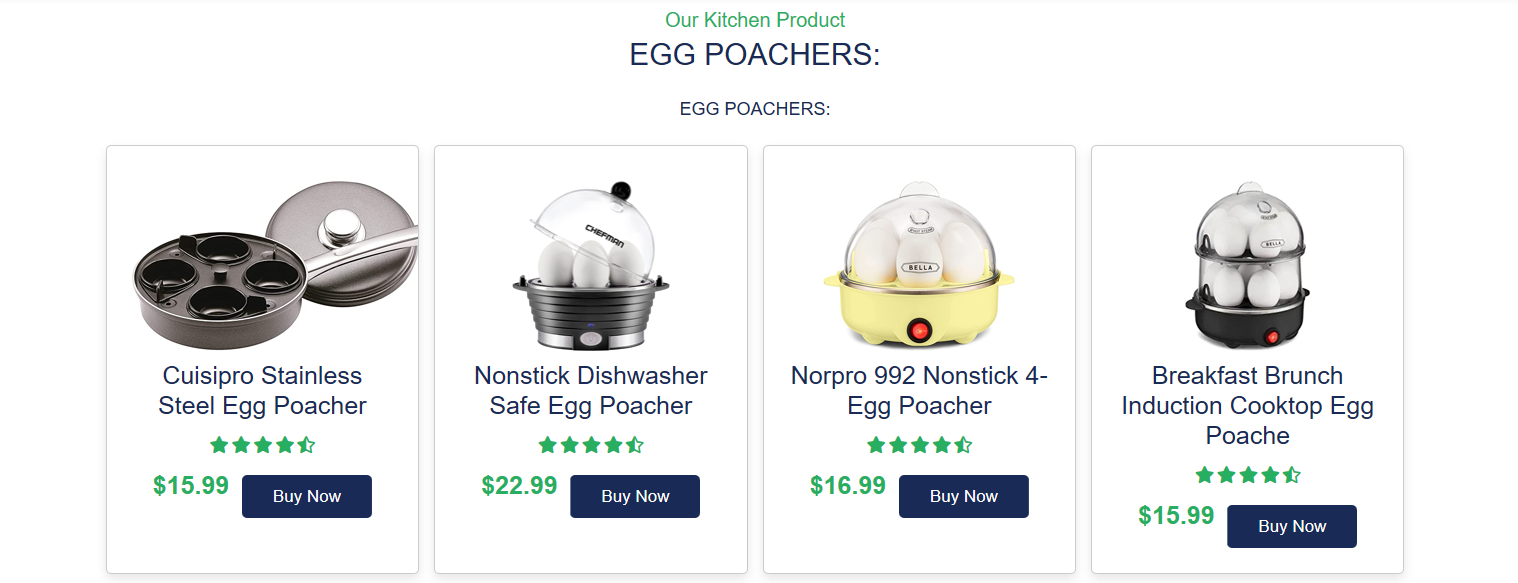 Our Kitchen Product
EGG POACHERS:
EGG POACHERS:
CHEFMAN
BELLA
BELLA
Cuisipro Stainless
Steel Egg Poacher
Nonstick Dishwasher
Safe Egg Poacher
Norpro 992 Nonstick 4-
Egg Poacher
Breakfast Brunch
Induction Cooktop Egg
Poache
$15.99 Buy Now
$22.99 Buy Now
$16.99 Buy Now
$15.99 Buy Now